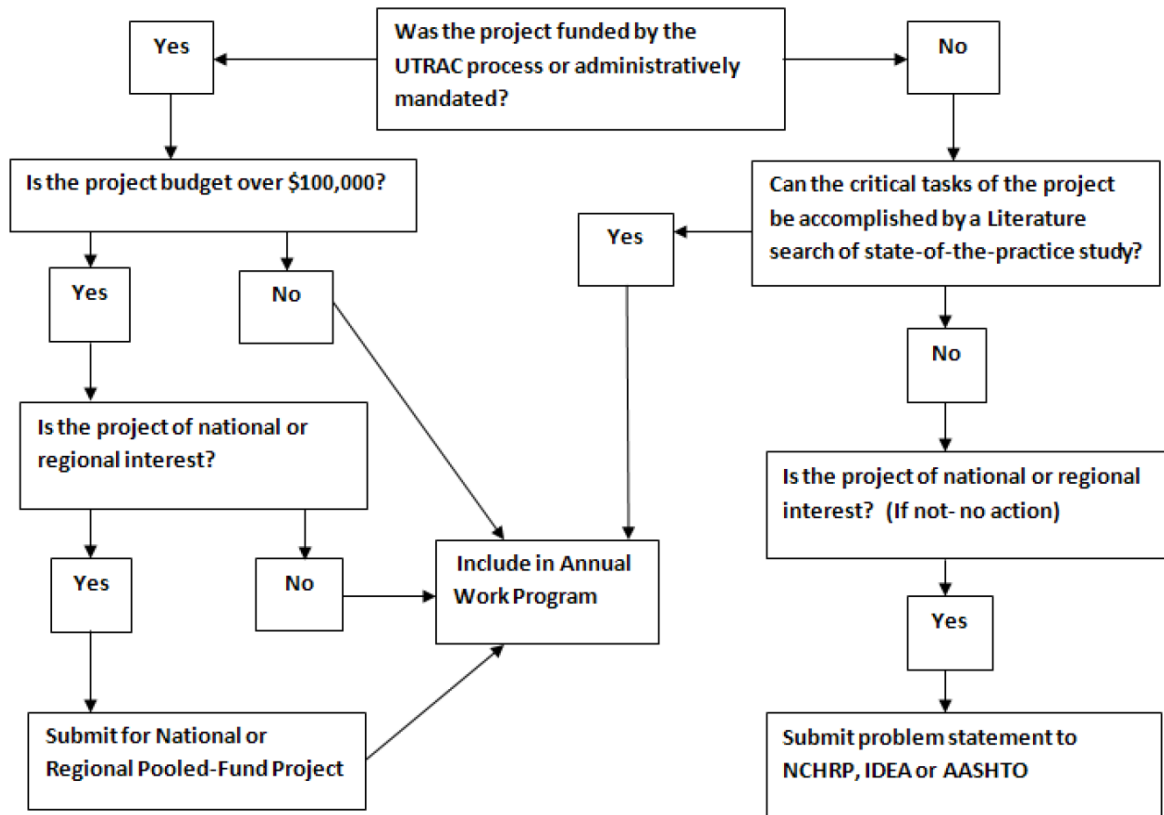 Yes
Was the project funded by the
UTRAC process or administratively
mandated?
No
Is the project budget over $100,000?
Can the critical tasks of the project
be accomplished by a Literature
search of state-of-the-practice study?
Yes
Yes
No
No
Is the project of national or
regional interest?
Is the project of national or regional
interest?  (If not- no action)
Yes
No
Include in Annual
Work Program
Yes
Submit for National or
Regional Pooled-Fund Project
Submit problem statement to
NCHRP, IDEA or AASHTO